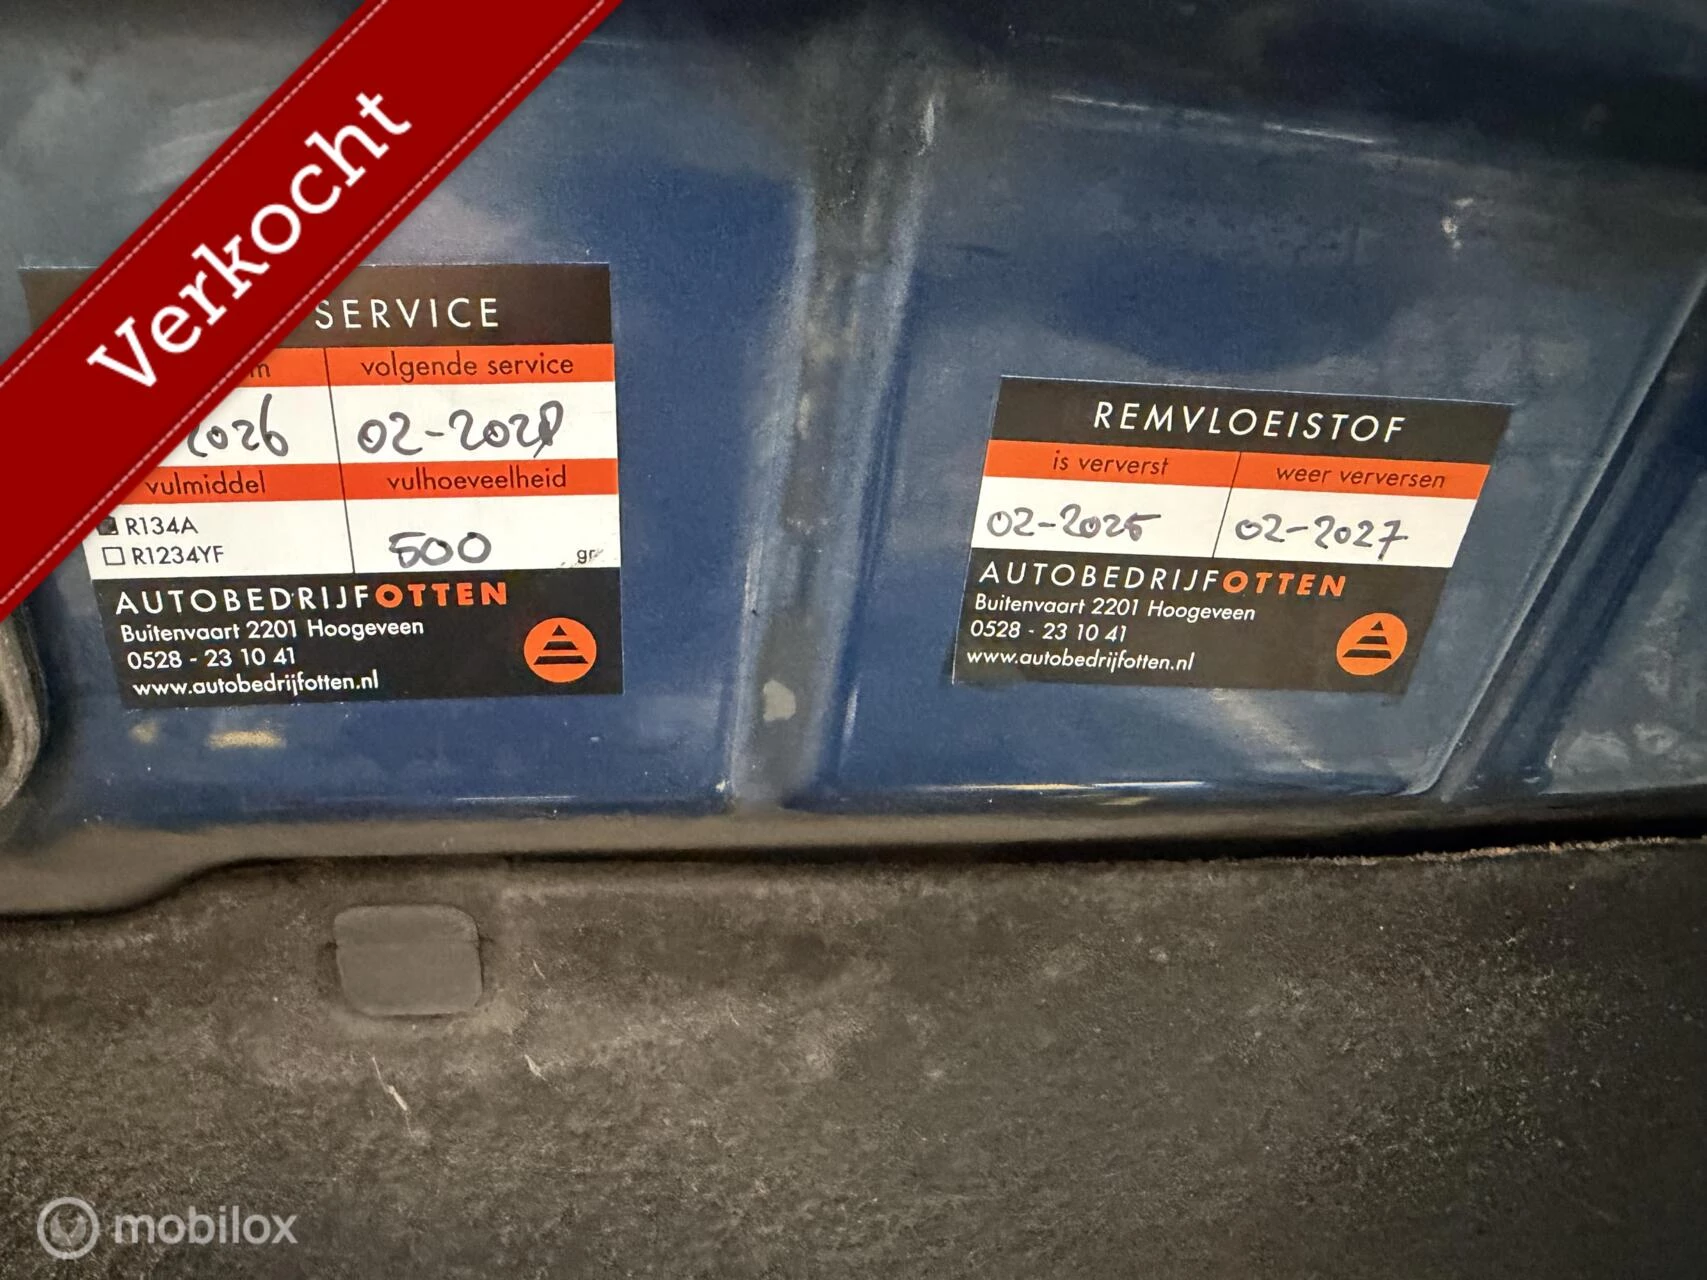 Verkocht
SERVICE
volgende service
2026
vulmiddel
vulhoeveelheid
R134A
R1234YF
500
gr
AUTOBEDRIJFOTTEN
Buitenvaart 2201 Hoogeveen
0528 - 23 10 41
www.autobedrijfotten.nl
REMVLOEISTOF
is ververst
weer verversen
02-2025
02-2027
AUTOBEDRIJFOTTEN
Buitenvaart 2201 Hoogeveen
0528 - 23 10 41
www.autobedrijfotten.nl
mobilox